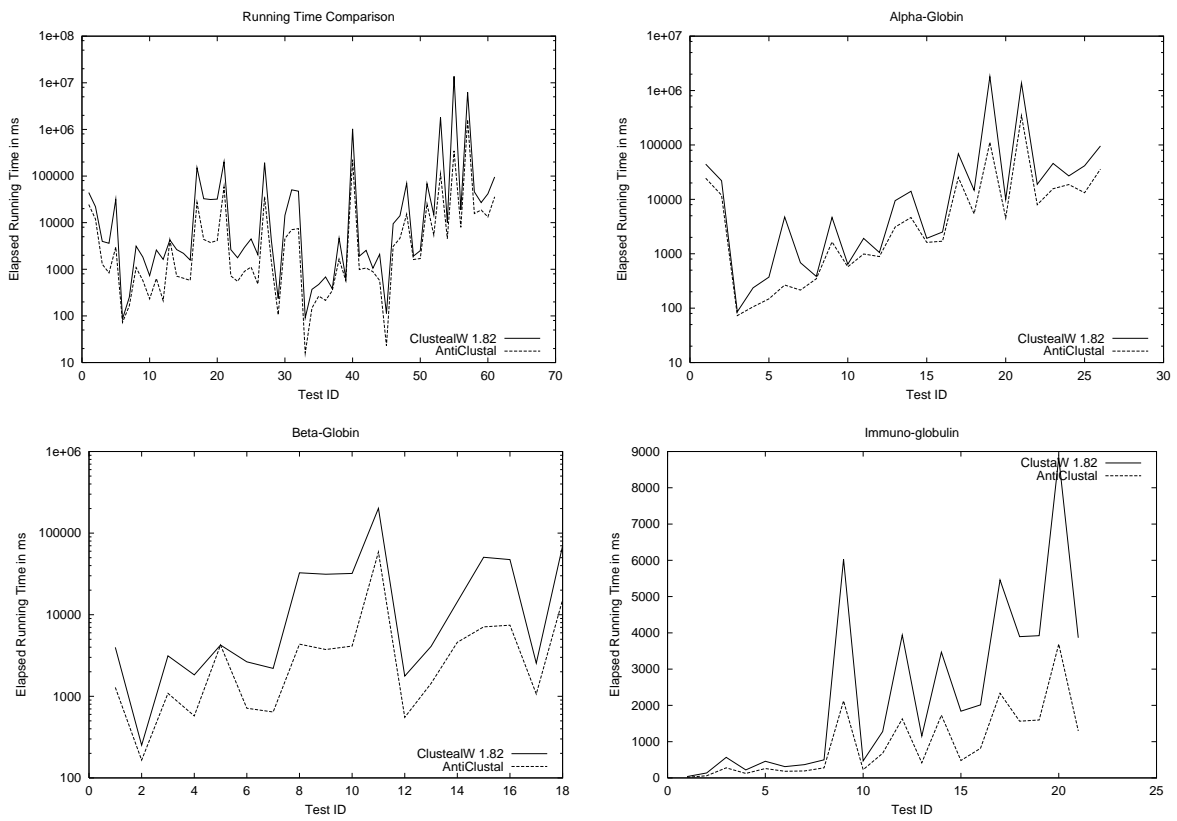 Running Time Comparison
Elapsed Running Time in ms
1e+08
1e+07
1e+06
100000
10000
1000
100
10
0 10 20 30 40 50 60 70
Test ID
ClustealW 1.82
AntiClustal
Alpha-Globin
Elapsed Running Time in ms
1e+07
1e+06
100000
10000
1000
100
10
0 5 10 15 20 25 30
Test ID
ClustealW 1.82
AntiClustal
Beta-Globin
Elapsed Running Time in ms
1e+06
100000
10000
1000
100
0 2 4 6 8 10 12 14 16 18
Test ID
ClustealW 1.82
AntiClustal
Immuno-globulin
Elapsed Running Time in ms
9000
8000
7000
6000
5000
4000
3000
2000
1000
0
0 5 10 15 20 25
Test ID
ClustaW 1.82
AntiClustal